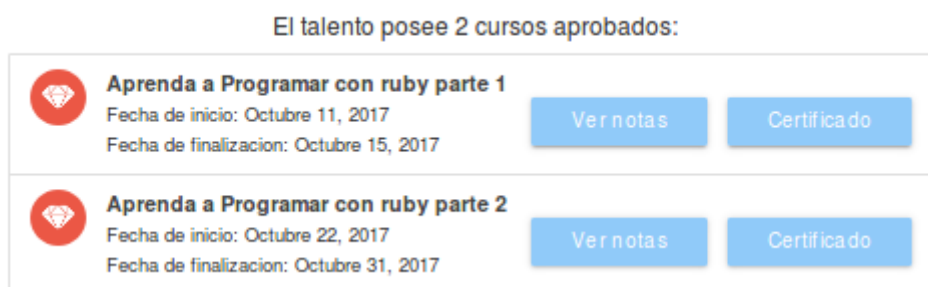 El talento posee 2 cursos aprobados:
Aprenda a Programar con ruby parte 1
Fecha de inicio: Octubre 11, 2017
Fecha de finalizacion: Octubre 15, 2017
Ver notas
Certificado
Aprenda a Programar con ruby parte 2
Fecha de inicio: Octubre 22, 2017
Fecha de finalizacion: Octubre 31, 2017
Ver notas
Certificado